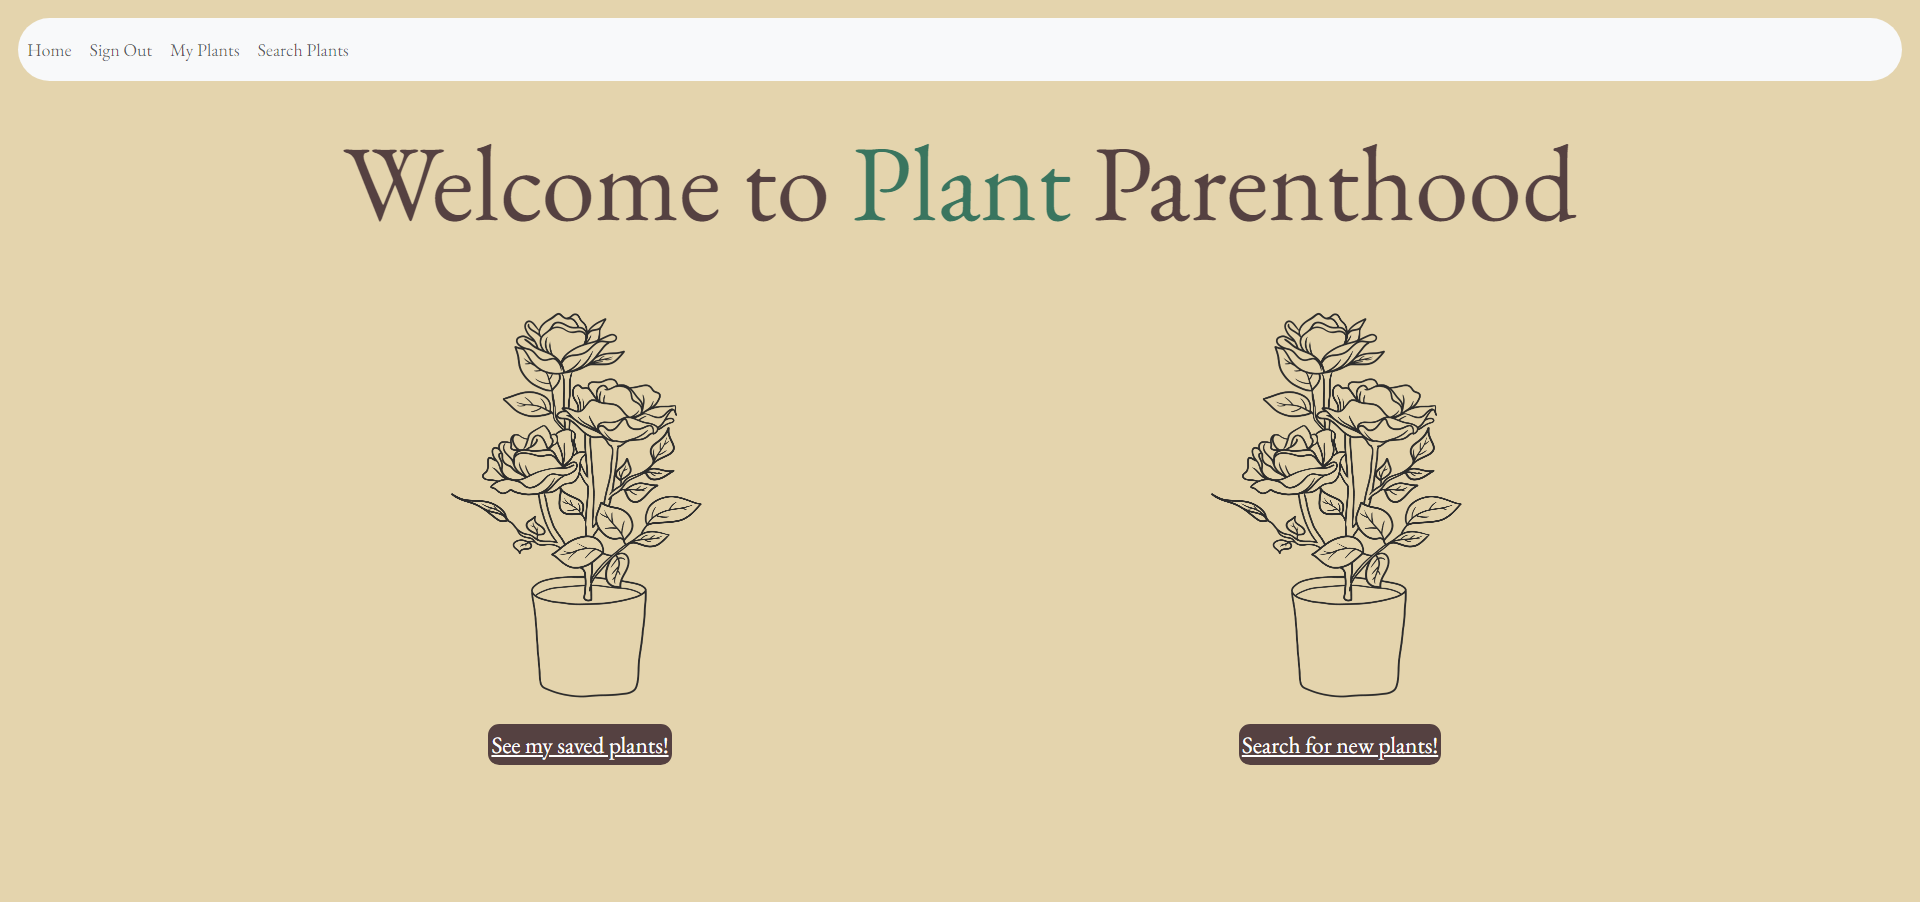 Home Sign Out My Plants Search Plants
Welcome to Plant Parenthood
See my saved plants! Search for new plants!